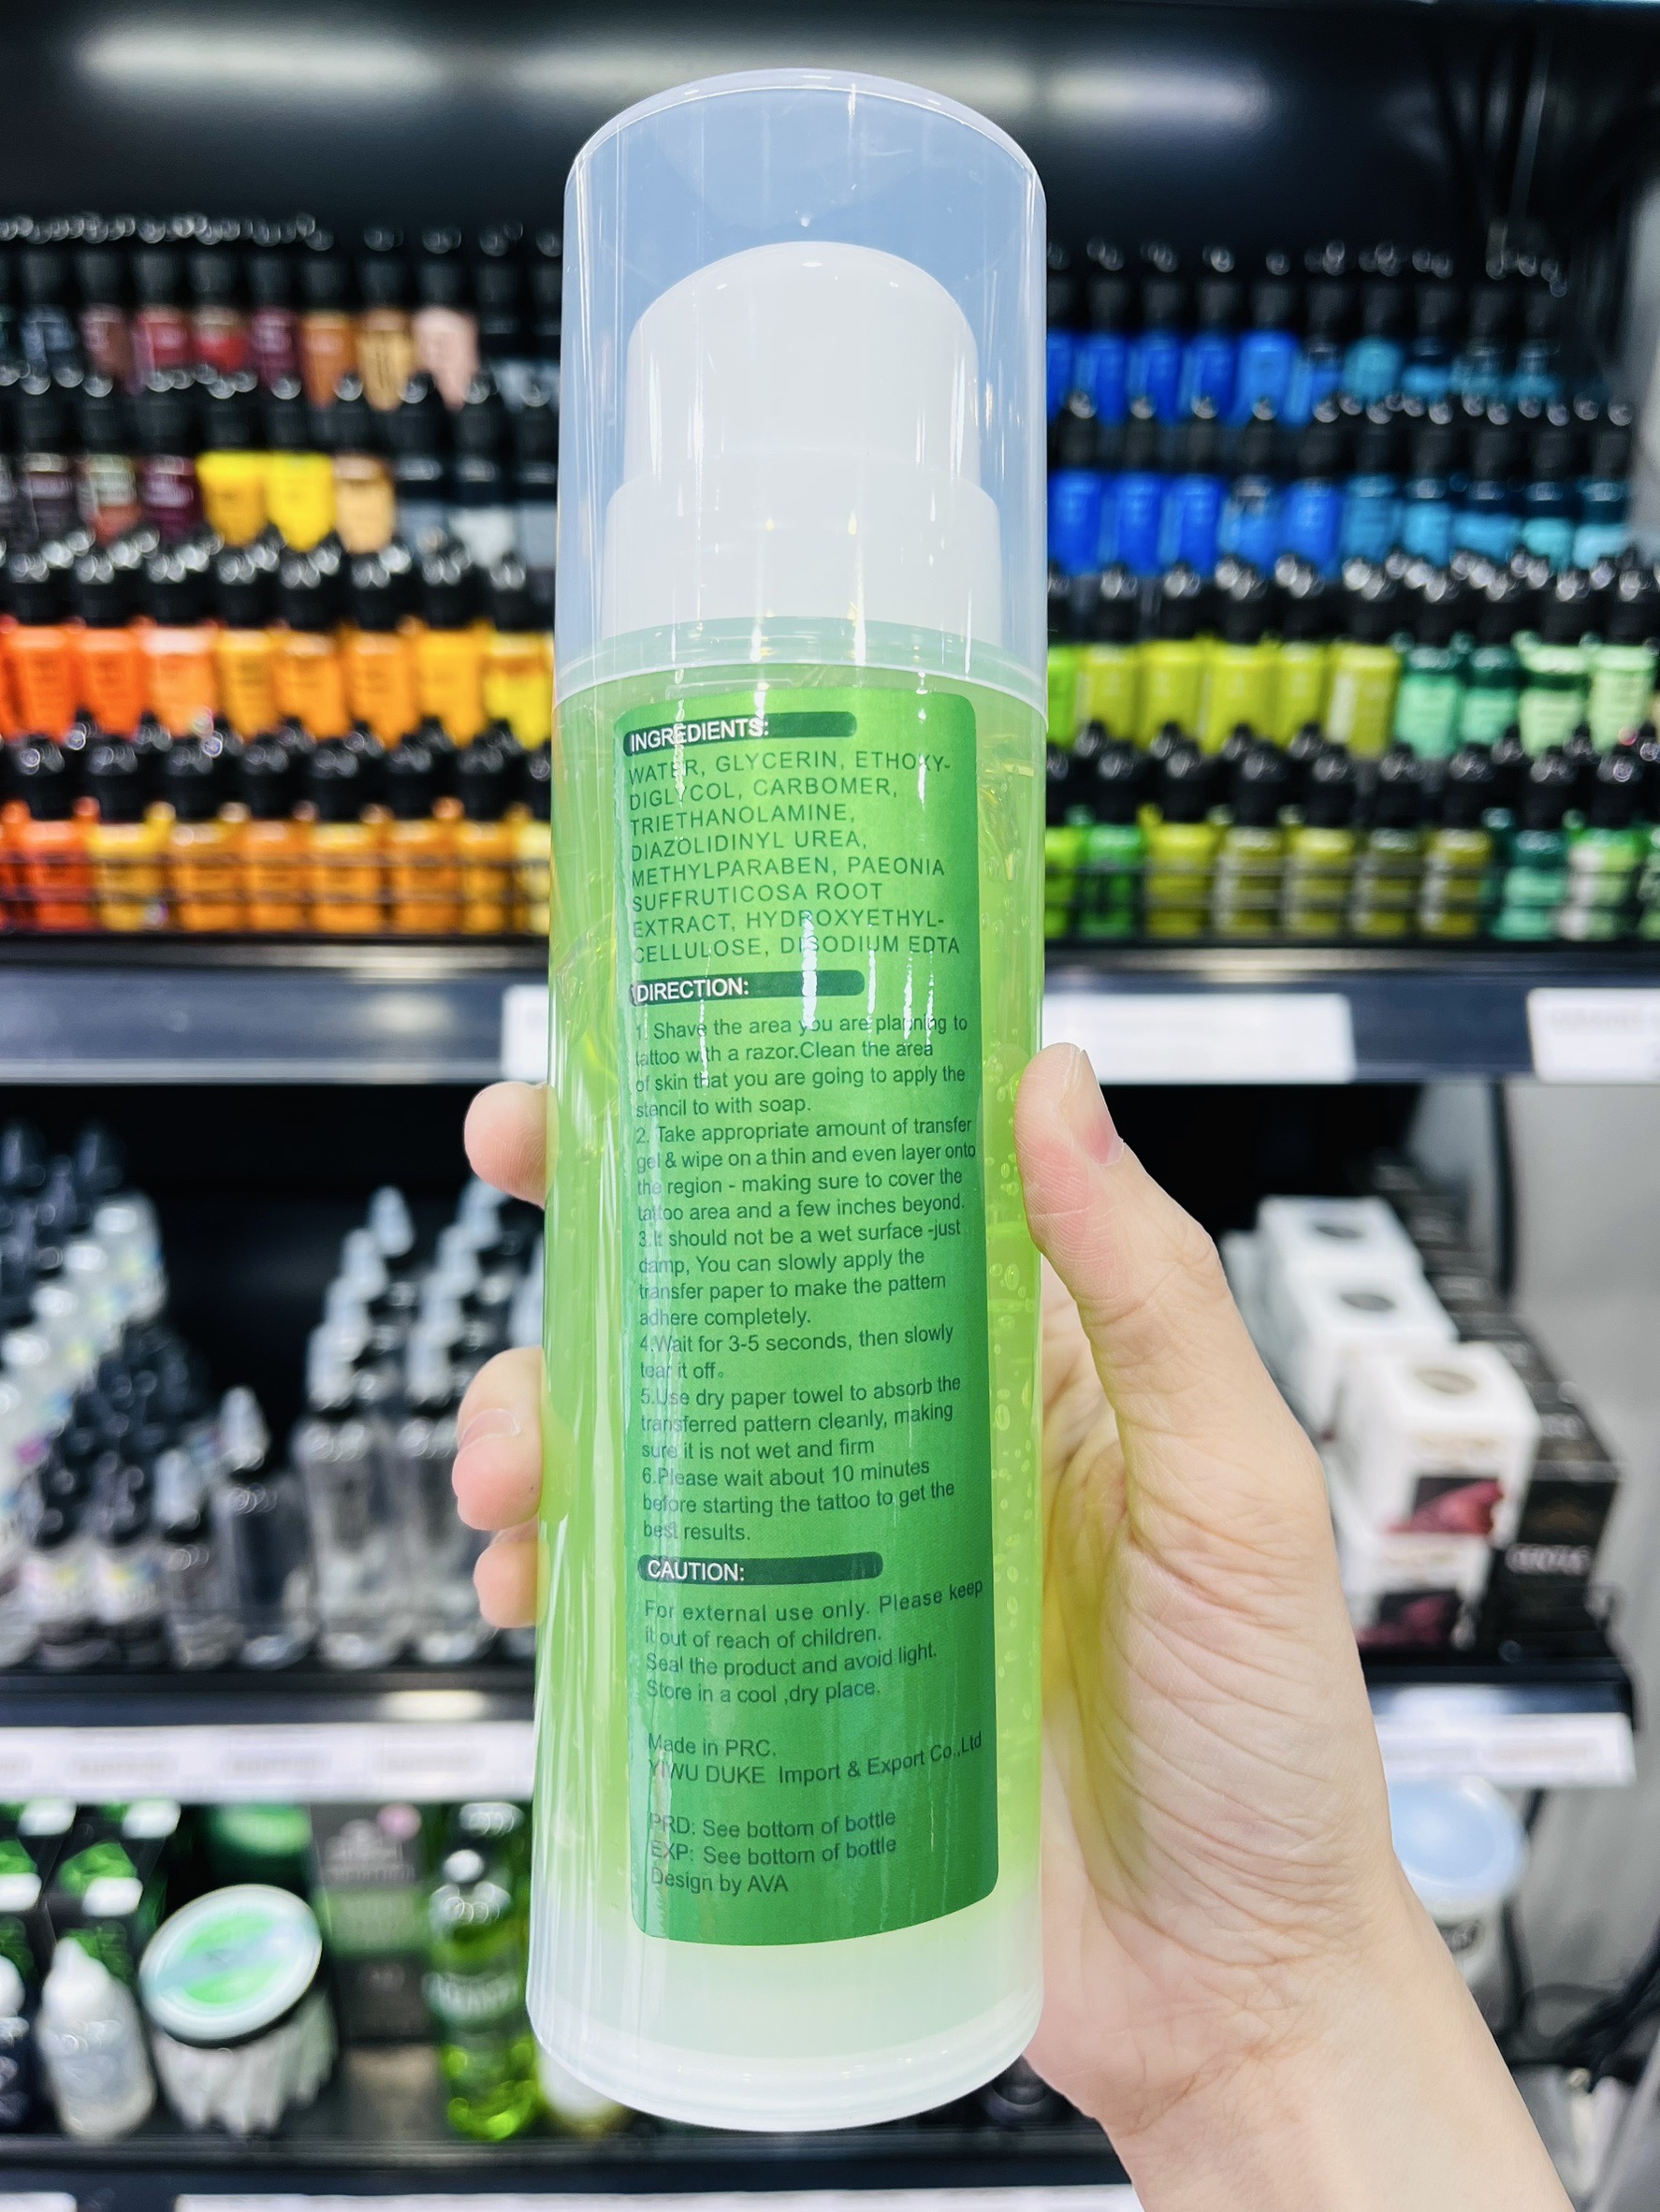 INGREDIENTS:
WATER, GLYCERIN, ETHOXY-
DIGLYCOL, CARBOMER,
TRIETHANOLAMINE,
DIAZOLIDINYL UREA,
METHYLPARABEN, PAEONIA
SUFFRUTICOSA ROOT
EXTRACT, HYDROXYETHYL-
CELLULOSE, DISODIUM EDTA
DIRECTION:
1. Shave the area you are planning to
tattoo with a razor.Clean the area
of skin that you are going to apply the
stencil to with soap.
2. Take appropriate amount of transfer
gel & wipe on a thin and even layer onto
the region - making sure to cover the
tattoo area and a few inches beyond.
3.It should not be a wet surface -just
damp, You can slowly apply the
transfer paper to make the pattern
adhere completely.
4.Wait for 3-5 seconds, then slowly
tear it off。
5.Use dry paper towel to absorb the
transferred pattern cleanly, making
sure it is not wet and firm
6.Please wait about 10 minutes
before starting the tattoo to get the
best results.
CAUTION:
For external use only. Please keep
it out of reach of children.
Seal the product and avoid light.
Store in a cool ,dry place.
Made in PRC.
YIWU DUKE Import & Export Co.,Ltd
PRD: See bottom of bottle
EXP: See bottom of bottle
Design by AVA